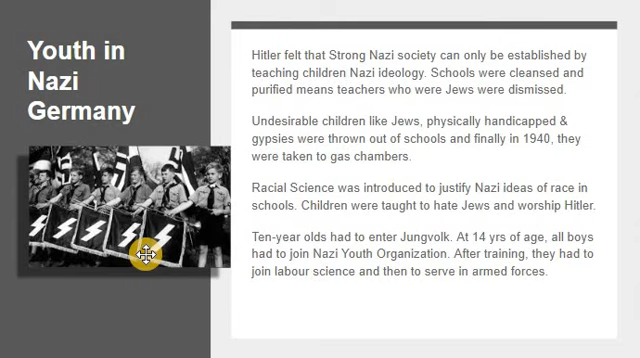 Youth in
Nazi
Germany
Hitler felt that Strong Nazi society can only be established by
teaching children Nazi ideology. Schools were cleansed and
purified means teachers who were Jews were dismissed.
Undesirable children like Jews, physically handicapped &
gypsies were thrown out of schools and finally in 1940, they
were taken to gas chambers.
Racial Science was introduced to justify Nazi ideas of race in
schools. Children were taught to hate Jews and worship Hitler.
Ten-year olds had to enter Jungvolk. At 14 yrs of age, all boys
had to join Nazi Youth Organization. After training, they had to
join labour science and then to serve in armed forces.